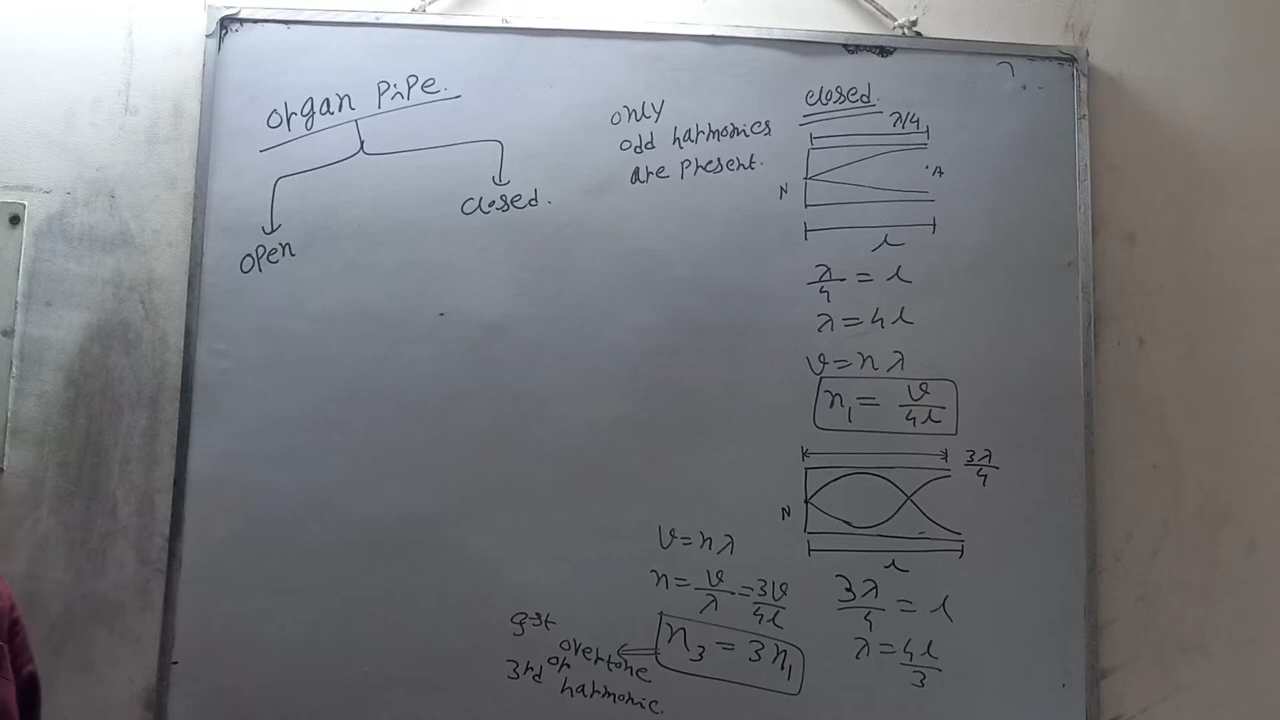 organ pipe.
open
closed.
only
odd harmonics
are present.
closed.
λ/4
N
A
l
λ/4 = l
λ = 4l
v = nλ
n₁ = v/4l
3λ/4
N
l
3λ/4 = l
λ = 4l/3
v = nλ
n = v/λ = 3v/4l
n₃ = 3n₁
overtone
or
3rd harmonic.